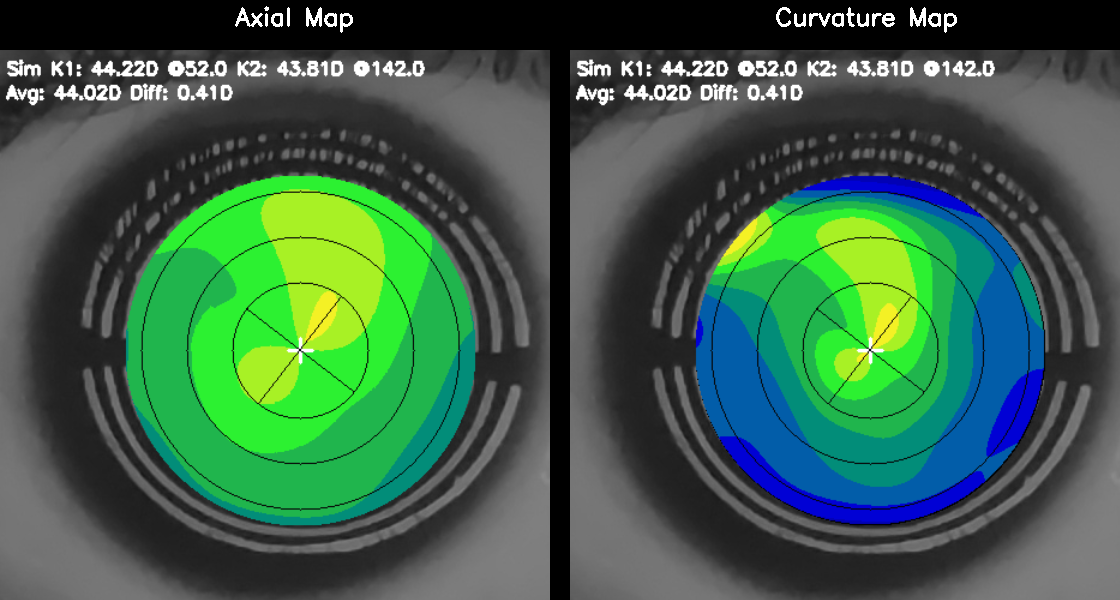 Axial Map
Curvature Map
Sim K1: 44.22D @52.0 K2: 43.81D @142.0
Avg: 44.02D Diff: 0.41D
Sim K1: 44.22D @52.0 K2: 43.81D @142.0
Avg: 44.02D Diff: 0.41D